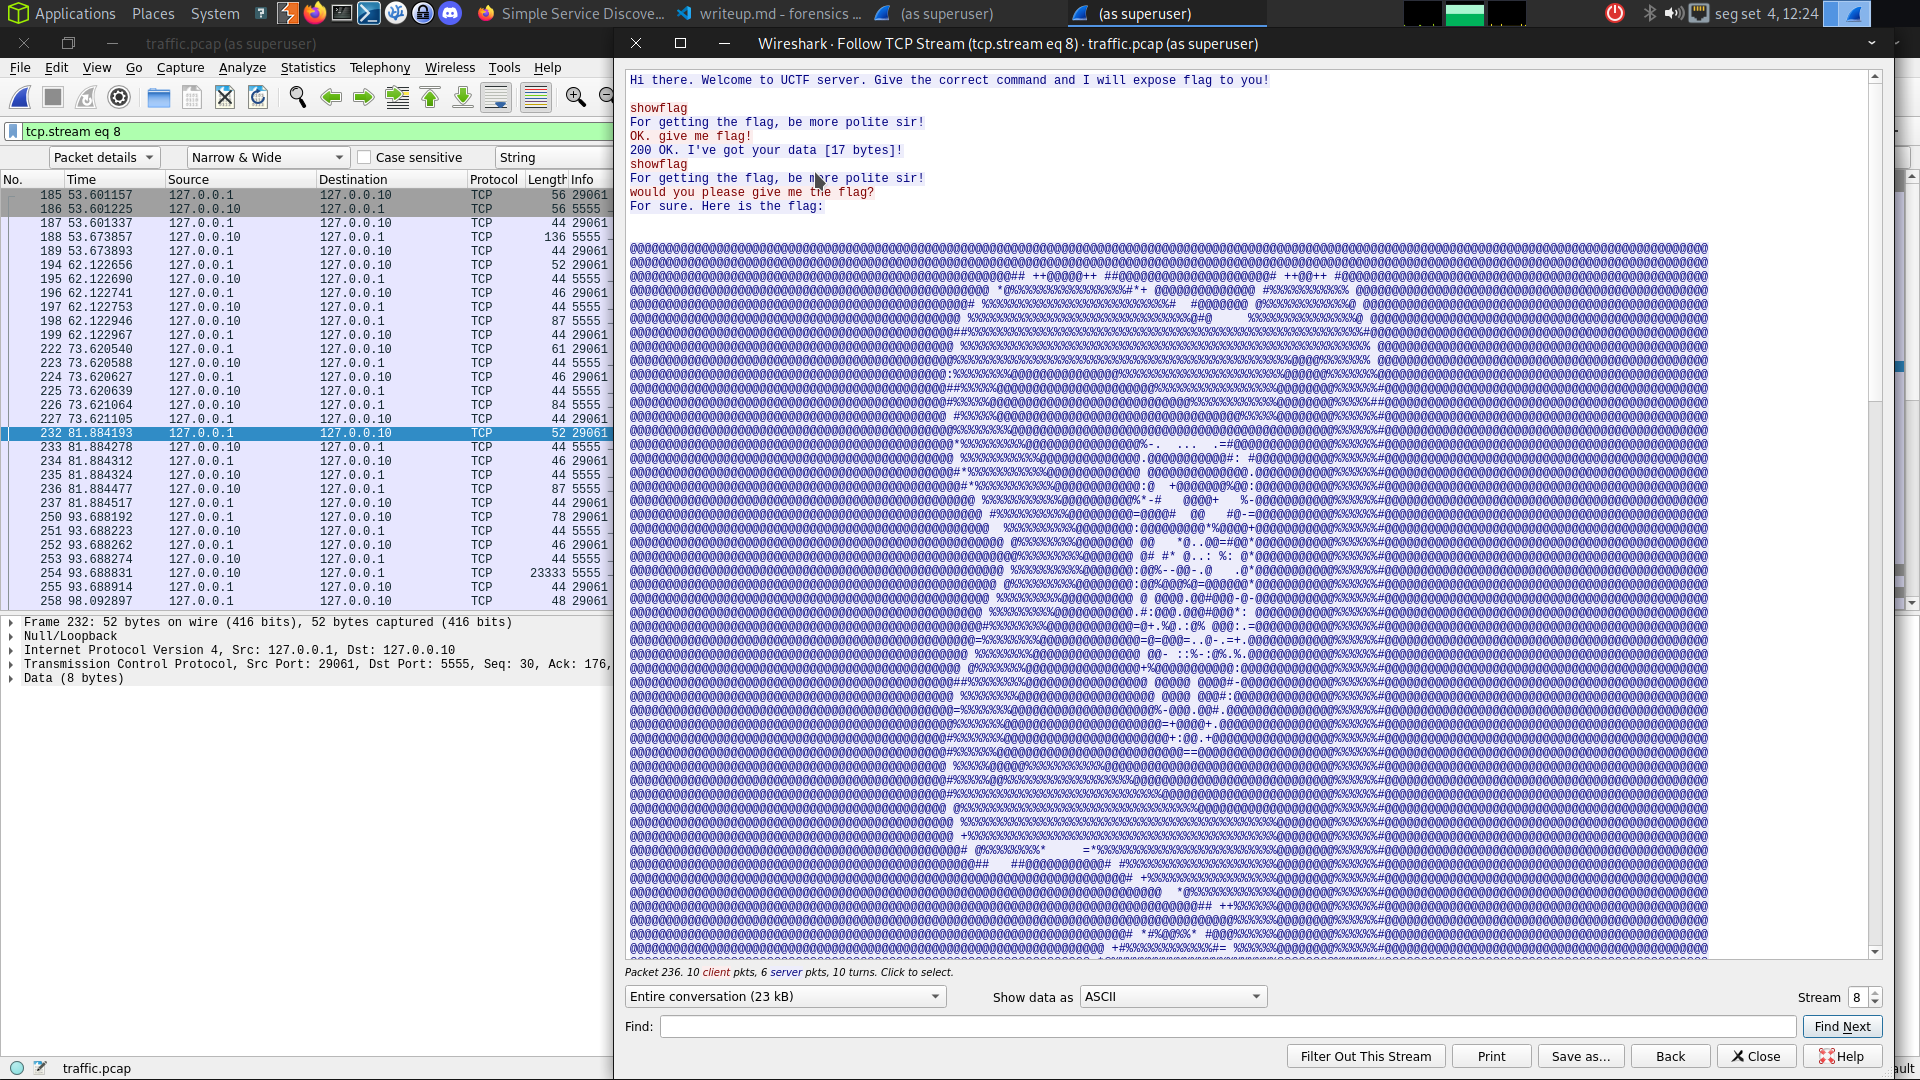 Applications Places System Simple Service Discove... writeup.md - forensics ... (as superuser) (as superuser) seg set 4, 12:24
traffic.pcap (as superuser)
Wireshark · Follow TCP Stream (tcp.stream eq 8) · traffic.pcap (as superuser)
File Edit View Go Capture Analyze Statistics Telephony Wireless Tools Help
tcp.stream eq 8
Packet details Narrow & Wide Case sensitive String
No. Time Source Destination Protocol Length Info
185 53.601157 127.0.0.1 127.0.0.10 TCP 56 29061
186 53.601225 127.0.0.10 127.0.0.1 TCP 56 5555
187 53.601337 127.0.0.1 127.0.0.10 TCP 44 29061
188 53.673857 127.0.0.10 127.0.0.1 TCP 136 5555
189 53.673893 127.0.0.1 127.0.0.10 TCP 44 29061
194 62.122656 127.0.0.1 127.0.0.10 TCP 52 29061
195 62.122690 127.0.0.10 127.0.0.1 TCP 44 5555
196 62.122741 127.0.0.1 127.0.0.10 TCP 46 29061
197 62.122753 127.0.0.10 127.0.0.1 TCP 44 5555
198 62.122946 127.0.0.10 127.0.0.1 TCP 87 5555
199 62.122967 127.0.0.1 127.0.0.10 TCP 44 29061
222 73.620540 127.0.0.1 127.0.0.10 TCP 61 29061
223 73.620588 127.0.0.10 127.0.0.1 TCP 44 5555
224 73.620627 127.0.0.1 127.0.0.10 TCP 46 29061
225 73.620639 127.0.0.10 127.0.0.1 TCP 44 5555
226 73.621064 127.0.0.10 127.0.0.1 TCP 84 5555
227 73.621105 127.0.0.1 127.0.0.10 TCP 44 29061
232 81.884193 127.0.0.1 127.0.0.10 TCP 52 29061
233 81.884278 127.0.0.10 127.0.0.1 TCP 44 5555
234 81.884312 127.0.0.1 127.0.0.10 TCP 46 29061
235 81.884324 127.0.0.10 127.0.0.1 TCP 44 5555
236 81.884477 127.0.0.10 127.0.0.1 TCP 87 5555
237 81.884517 127.0.0.1 127.0.0.10 TCP 44 29061
250 93.688192 127.0.0.1 127.0.0.10 TCP 78 29061
251 93.688223 127.0.0.10 127.0.0.1 TCP 44 5555
252 93.688262 127.0.0.1 127.0.0.10 TCP 46 29061
253 93.688274 127.0.0.10 127.0.0.1 TCP 44 5555
254 93.688831 127.0.0.10 127.0.0.1 TCP 23333 5555
255 93.688914 127.0.0.1 127.0.0.10 TCP 44 29061
258 98.092897 127.0.0.1 127.0.0.10 TCP 48 29061
Frame 232: 52 bytes on wire (416 bits), 52 bytes captured (416 bits)
Null/Loopback
Internet Protocol Version 4, Src: 127.0.0.1, Dst: 127.0.0.10
Transmission Control Protocol, Src Port: 29061, Dst Port: 5555, Seq: 30, Ack: 176,
Data (8 bytes)
traffic.pcap
Hi there. Welcome to UCTF server. Give the correct command and I will expose flag to you!
showflag
For getting the flag, be more polite sir!
OK. give me flag!
200 OK. I've got your data [17 bytes]!
showflag
For getting the flag, be more polite sir!
would you please give me the flag?
For sure. Here is the flag:
Packet 236. 10 client pkts, 6 server pkts, 10 turns. Click to select.
Entire conversation (23 kB) Show data as ASCII Stream 8
Find: Find Next
Filter Out This Stream Print Save as... Back Close Help
ault